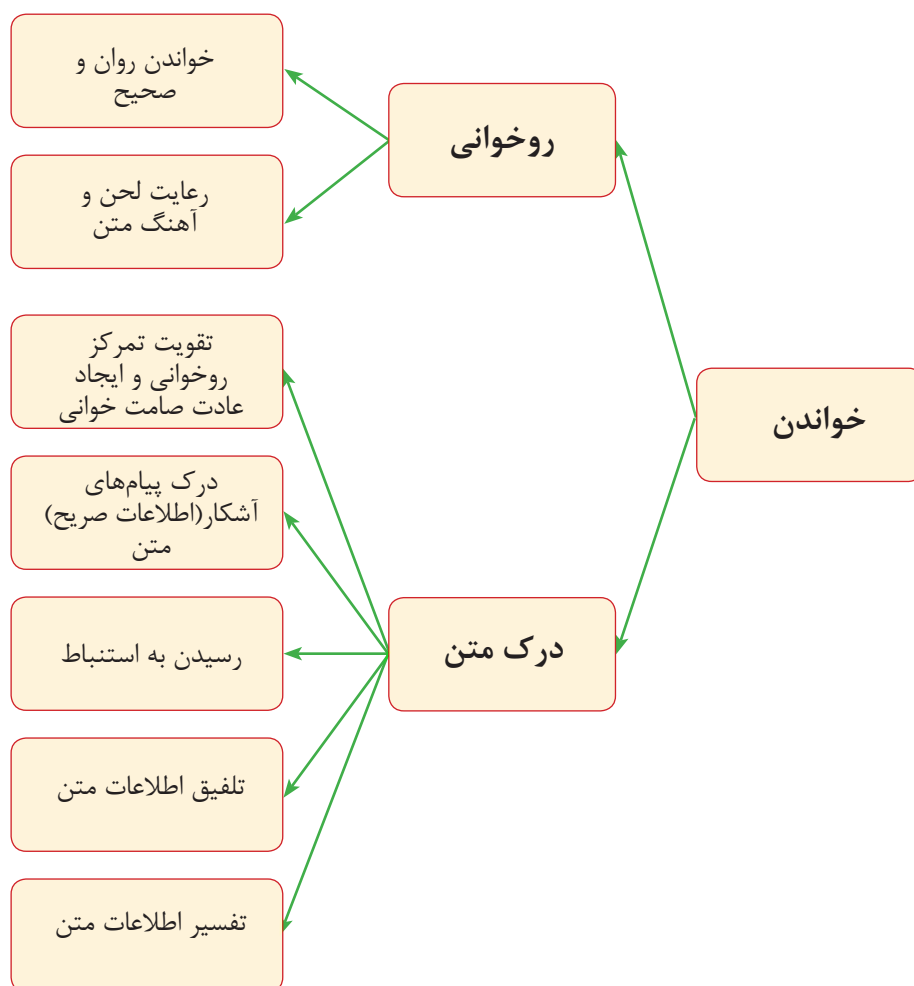 خواندن
روخوانی
خواندن روان و
صحیح
رعایت لحن و
آهنگ متن
درک متن
تقویت تمرکز
روخوانی و ایجاد
عادت صامت خوانی
درک پیام‌های
آشکار(اطلاعات صریح)
متن
رسیدن به استنباط
تلفیق اطلاعات متن
تفسیر اطلاعات متن